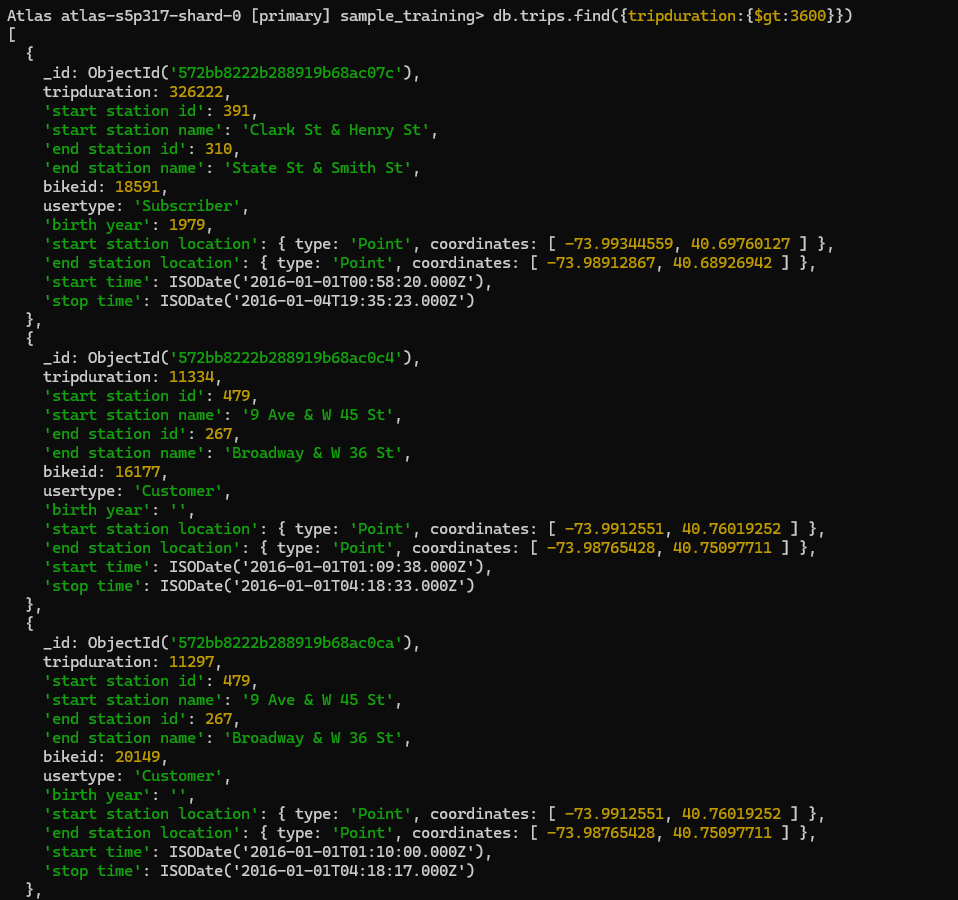 Atlas atlas-s5p317-shard-0 [primary] sample_training> db.trips.find({tripduration:{$gt:3600}})
[
  {
    _id: ObjectId('572bb8222b288919b68ac07c'),
    tripduration: 326222,
    'start station id': 391,
    'start station name': 'Clark St & Henry St',
    'end station id': 310,
    'end station name': 'State St & Smith St',
    bikeid: 18591,
    usertype: 'Subscriber',
    'birth year': 1979,
    'start station location': { type: 'Point', coordinates: [ -73.99344559, 40.69760127 ] },
    'end station location': { type: 'Point', coordinates: [ -73.98912867, 40.68926942 ] },
    'start time': ISODate('2016-01-01T00:58:20.000Z'),
    'stop time': ISODate('2016-01-04T19:35:23.000Z')
  },
  {
    _id: ObjectId('572bb8222b288919b68ac0c4'),
    tripduration: 11334,
    'start station id': 479,
    'start station name': '9 Ave & W 45 St',
    'end station id': 267,
    'end station name': 'Broadway & W 36 St',
    bikeid: 16177,
    usertype: 'Customer',
    'birth year': '',
    'start station location': { type: 'Point', coordinates: [ -73.9912551, 40.76019252 ] },
    'end station location': { type: 'Point', coordinates: [ -73.98765428, 40.75097711 ] },
    'start time': ISODate('2016-01-01T01:09:38.000Z'),
    'stop time': ISODate('2016-01-01T04:18:33.000Z')
  },
  {
    _id: ObjectId('572bb8222b288919b68ac0ca'),
    tripduration: 11297,
    'start station id': 479,
    'start station name': '9 Ave & W 45 St',
    'end station id': 267,
    'end station name': 'Broadway & W 36 St',
    bikeid: 20149,
    usertype: 'Customer',
    'birth year': '',
    'start station location': { type: 'Point', coordinates: [ -73.9912551, 40.76019252 ] },
    'end station location': { type: 'Point', coordinates: [ -73.98765428, 40.75097711 ] },
    'start time': ISODate('2016-01-01T01:10:00.000Z'),
    'stop time': ISODate('2016-01-01T04:18:17.000Z')
  },